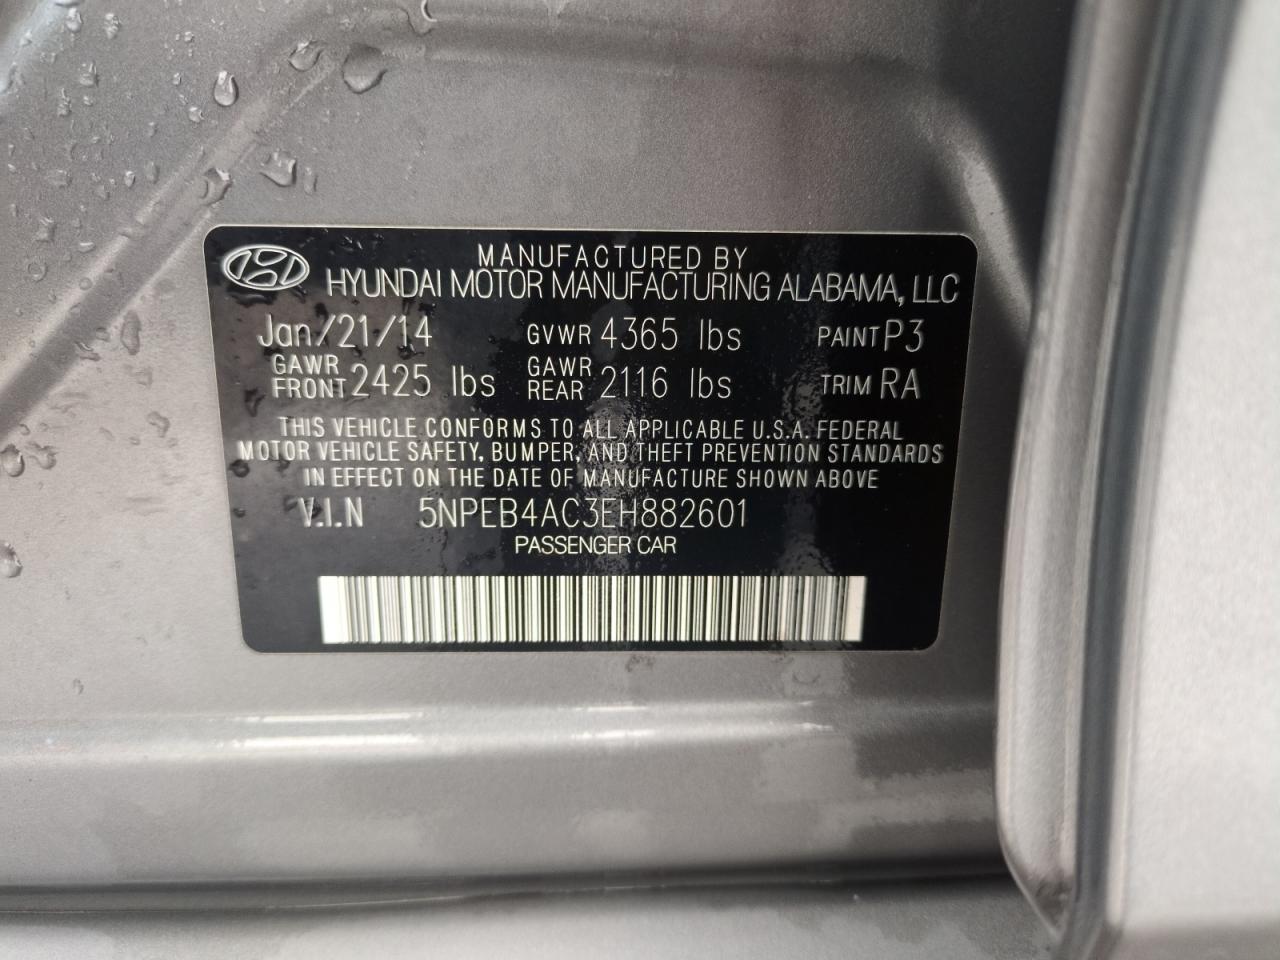 MANUFACTURED BY
HYUNDAI MOTOR MANUFACTURING ALABAMA, LLC
Jan/21/14 GVWR 4365 lbs PAINT P3
GAWR FRONT 2425 lbs GAWR REAR 2116 lbs TRIM RA
THIS VEHICLE CONFORMS TO ALL APPLICABLE U.S.A. FEDERAL
MOTOR VEHICLE SAFETY, BUMPER, AND THEFT PREVENTION STANDARDS
IN EFFECT ON THE DATE OF MANUFACTURE SHOWN ABOVE
V.I.N 5NPEB4AC3EH882601
PASSENGER CAR